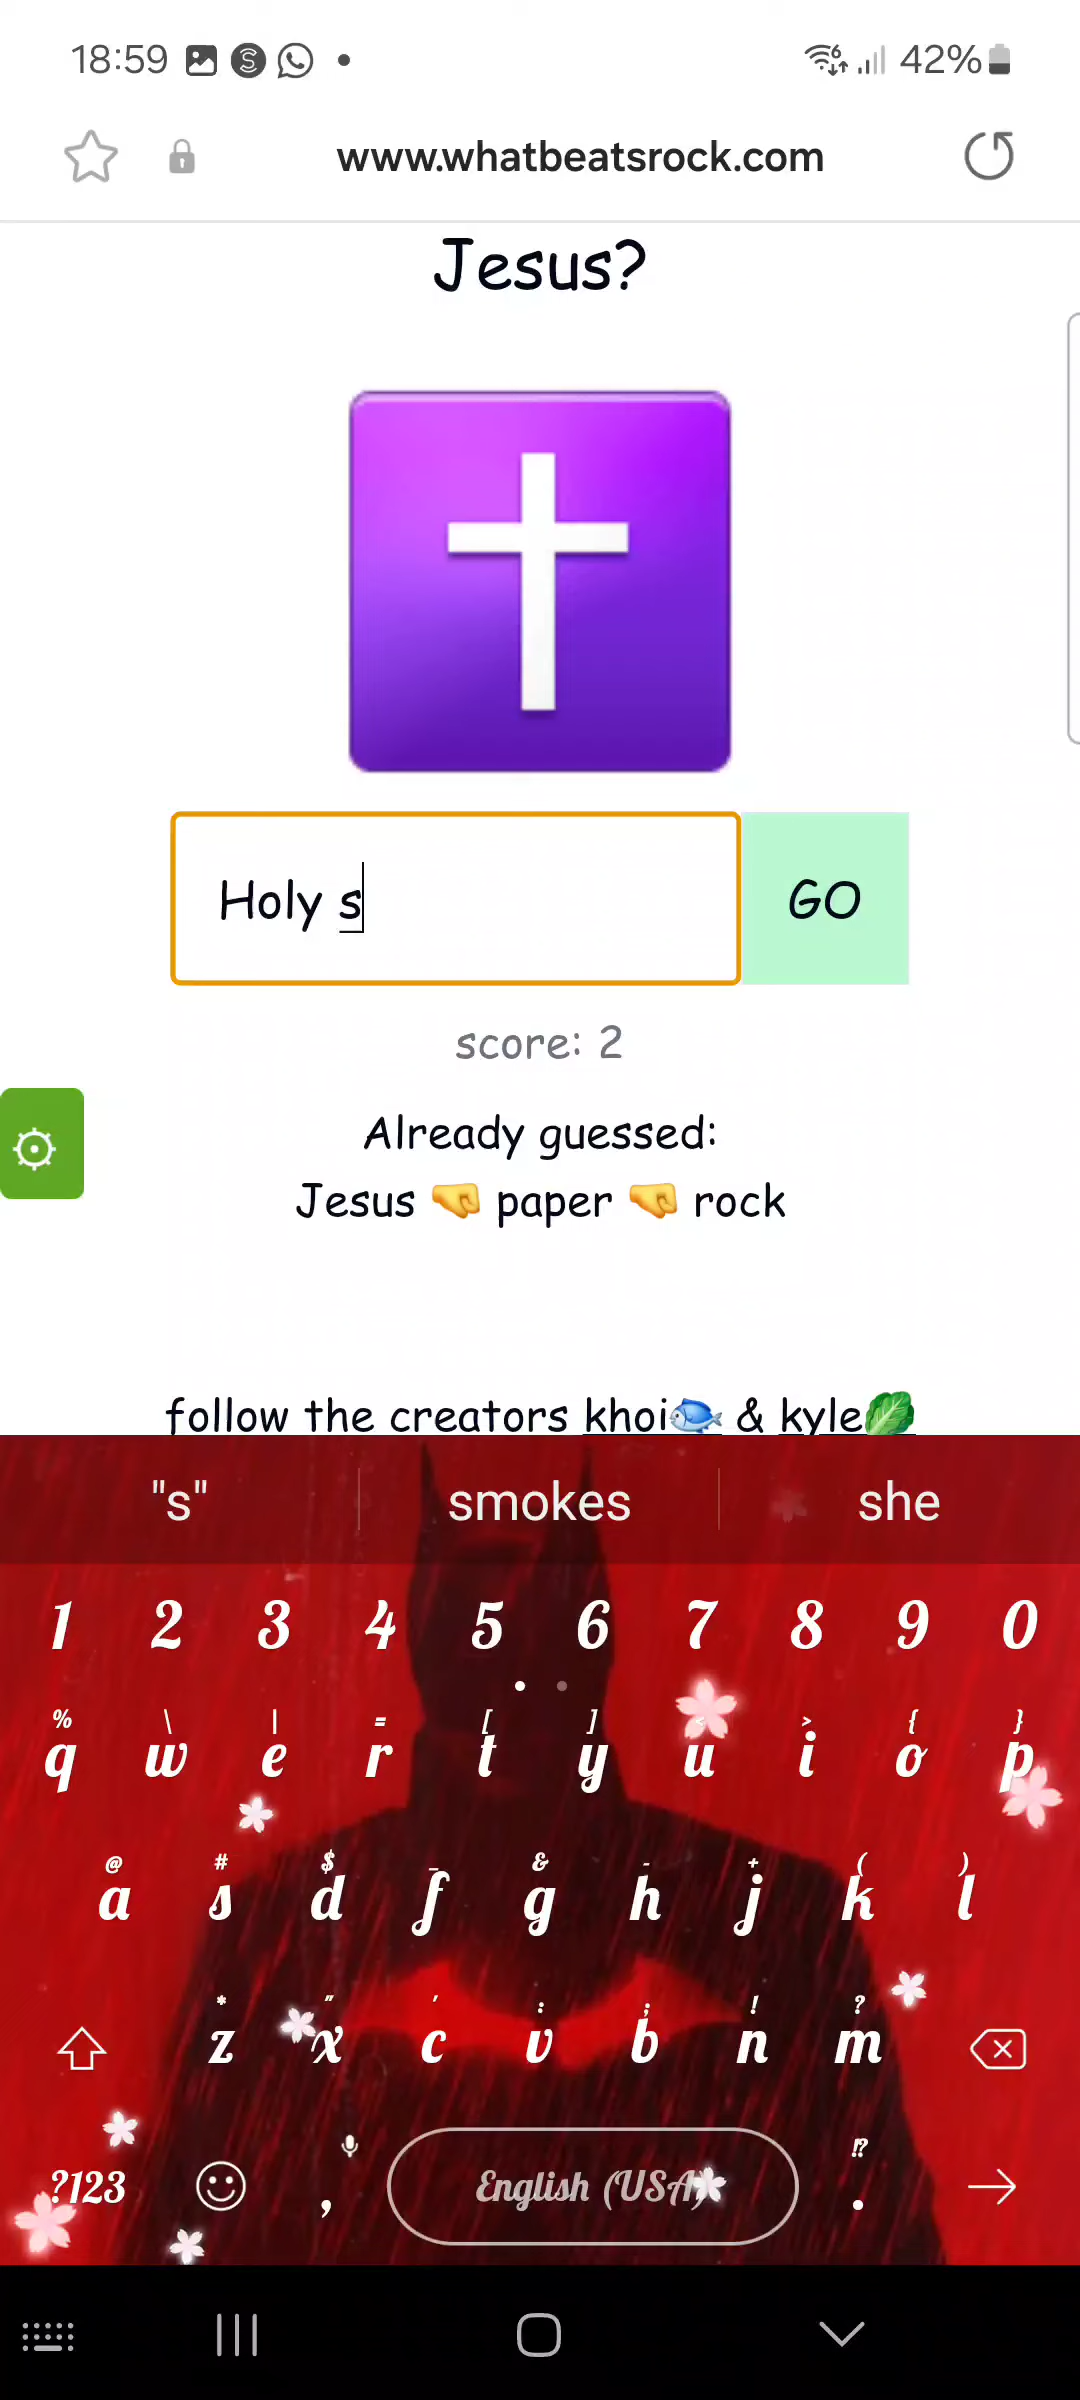 18:59 42%
www.whatbeatsrock.com
Jesus?
Holy s GO
score: 2
Already guessed:
Jesus 🤜 paper 🤜 rock
follow the creators khoi🐟 & kyle🥬
"s" smokes she
1 2 3 4 5 6 7 8 9 0
% \ | = [ ] < > { }
q w e r t y u i o p
@ # $ _ & - + ( )
a s d f g h j k l
* " ' : ; ! ?
z x c v b n m
!?
?123 , English (USA) .